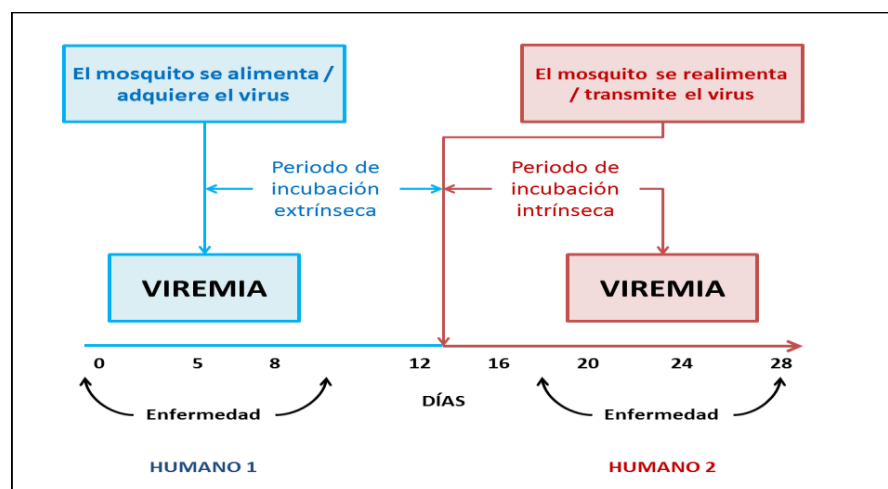 El mosquito se alimenta /
adquiere el virus
El mosquito se realimenta
/ transmite el virus
Periodo de
incubación
extrínseca
Periodo de
incubación
intrínseca
VIREMIA
VIREMIA
0 5 8 12 16 20 24 28
DÍAS
Enfermedad
Enfermedad
HUMANO 1
HUMANO 2